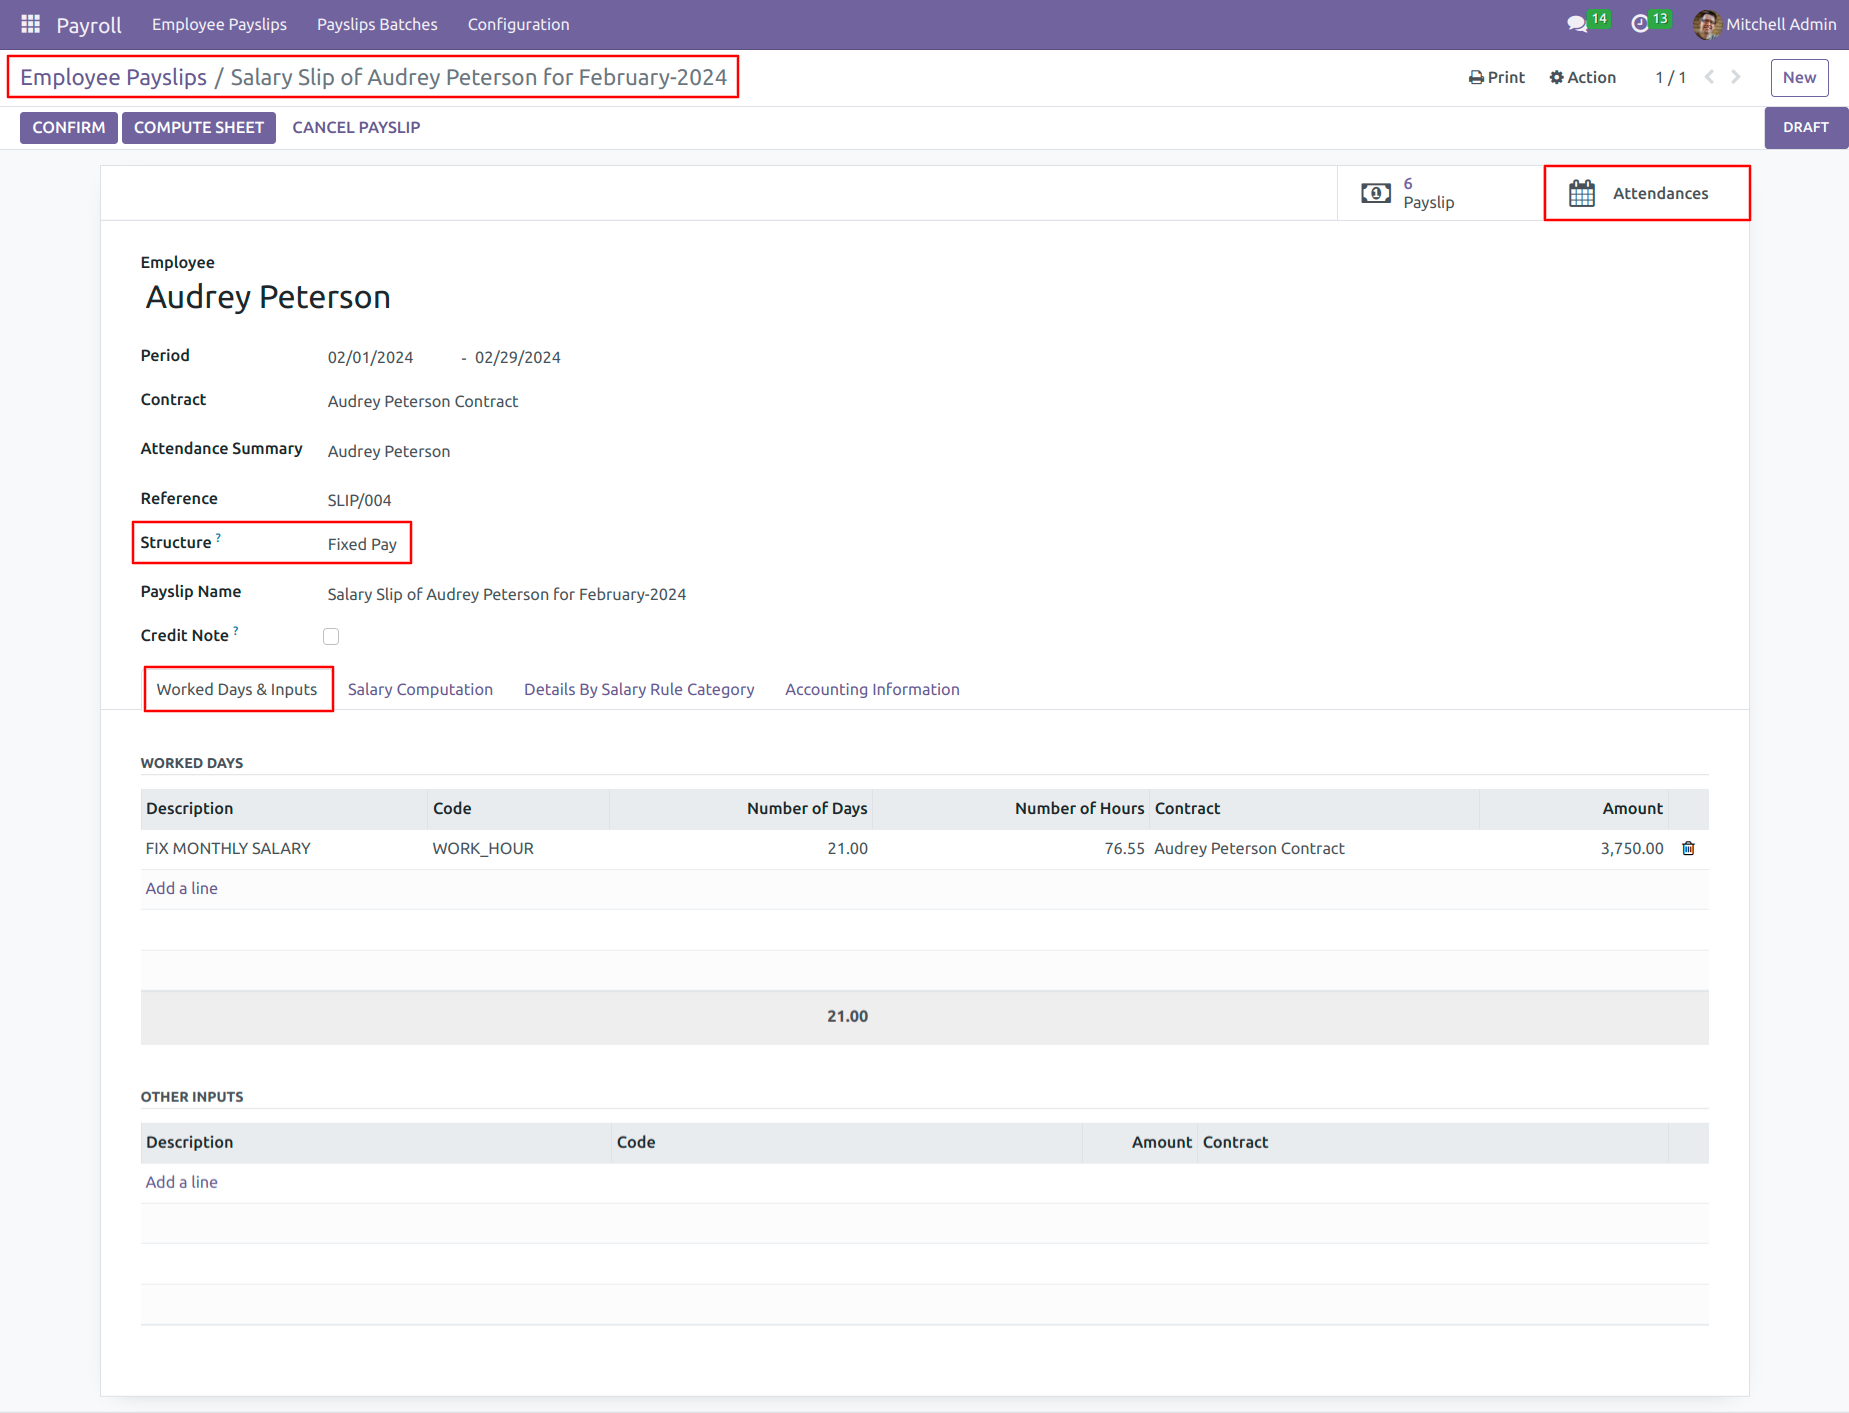 Payroll Employee Payslips Payslips Batches Configuration 14 13 Mitchell Admin
Employee Payslips / Salary Slip of Audrey Peterson for February-2024 Print Action 1 / 1 New
CONFIRM COMPUTE SHEET CANCEL PAYSLIP DRAFT
6
Payslip
Attendances
Employee
Audrey Peterson
Period 02/01/2024 - 02/29/2024
Contract Audrey Peterson Contract
Attendance Summary Audrey Peterson
Reference SLIP/004
Structure ? Fixed Pay
Payslip Name Salary Slip of Audrey Peterson for February-2024
Credit Note ?
Worked Days & Inputs Salary Computation Details By Salary Rule Category Accounting Information
WORKED DAYS
Description Code Number of Days Number of Hours Contract Amount
FIX MONTHLY SALARY WORK_HOUR 21.00 76.55 Audrey Peterson Contract 3,750.00
Add a line
21.00
OTHER INPUTS
Description Code Amount Contract
Add a line